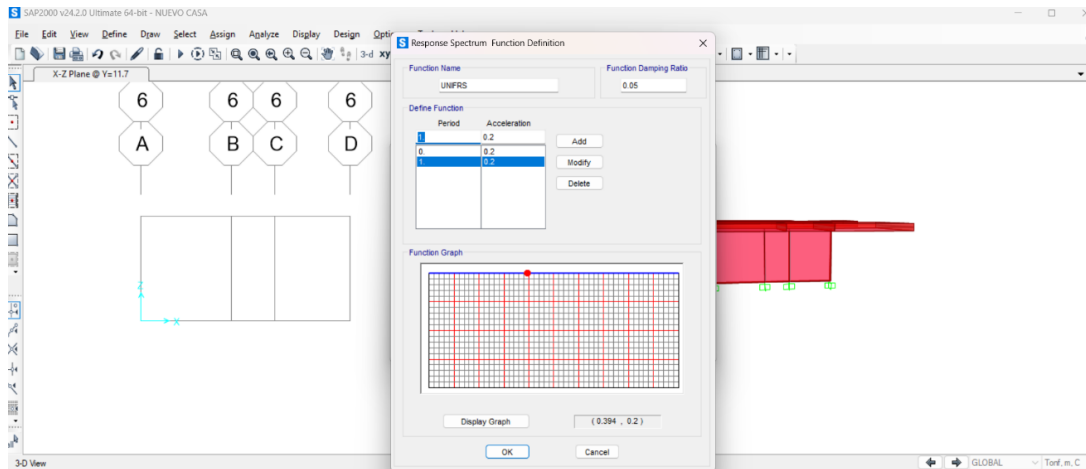 SAP2000 v24.2.0 Ultimate 64-bit - NUEVO CASA
File Edit View Define Draw Select Assign Analyze Display Design
3-d xy
X-Z Plane @ Y=11.7
6 6 6 6
A B C D
Z
X
Response Spectrum Function Definition
Function Name
UNIFRS
Function Damping Ratio
0.05
Define Function
Period Acceleration
1. 0.2
0. 0.2
1. 0.2
Add
Modify
Delete
Function Graph
Display Graph
( 0.394 , 0.2 )
OK Cancel
3-D View
GLOBAL
Tonf, m, C